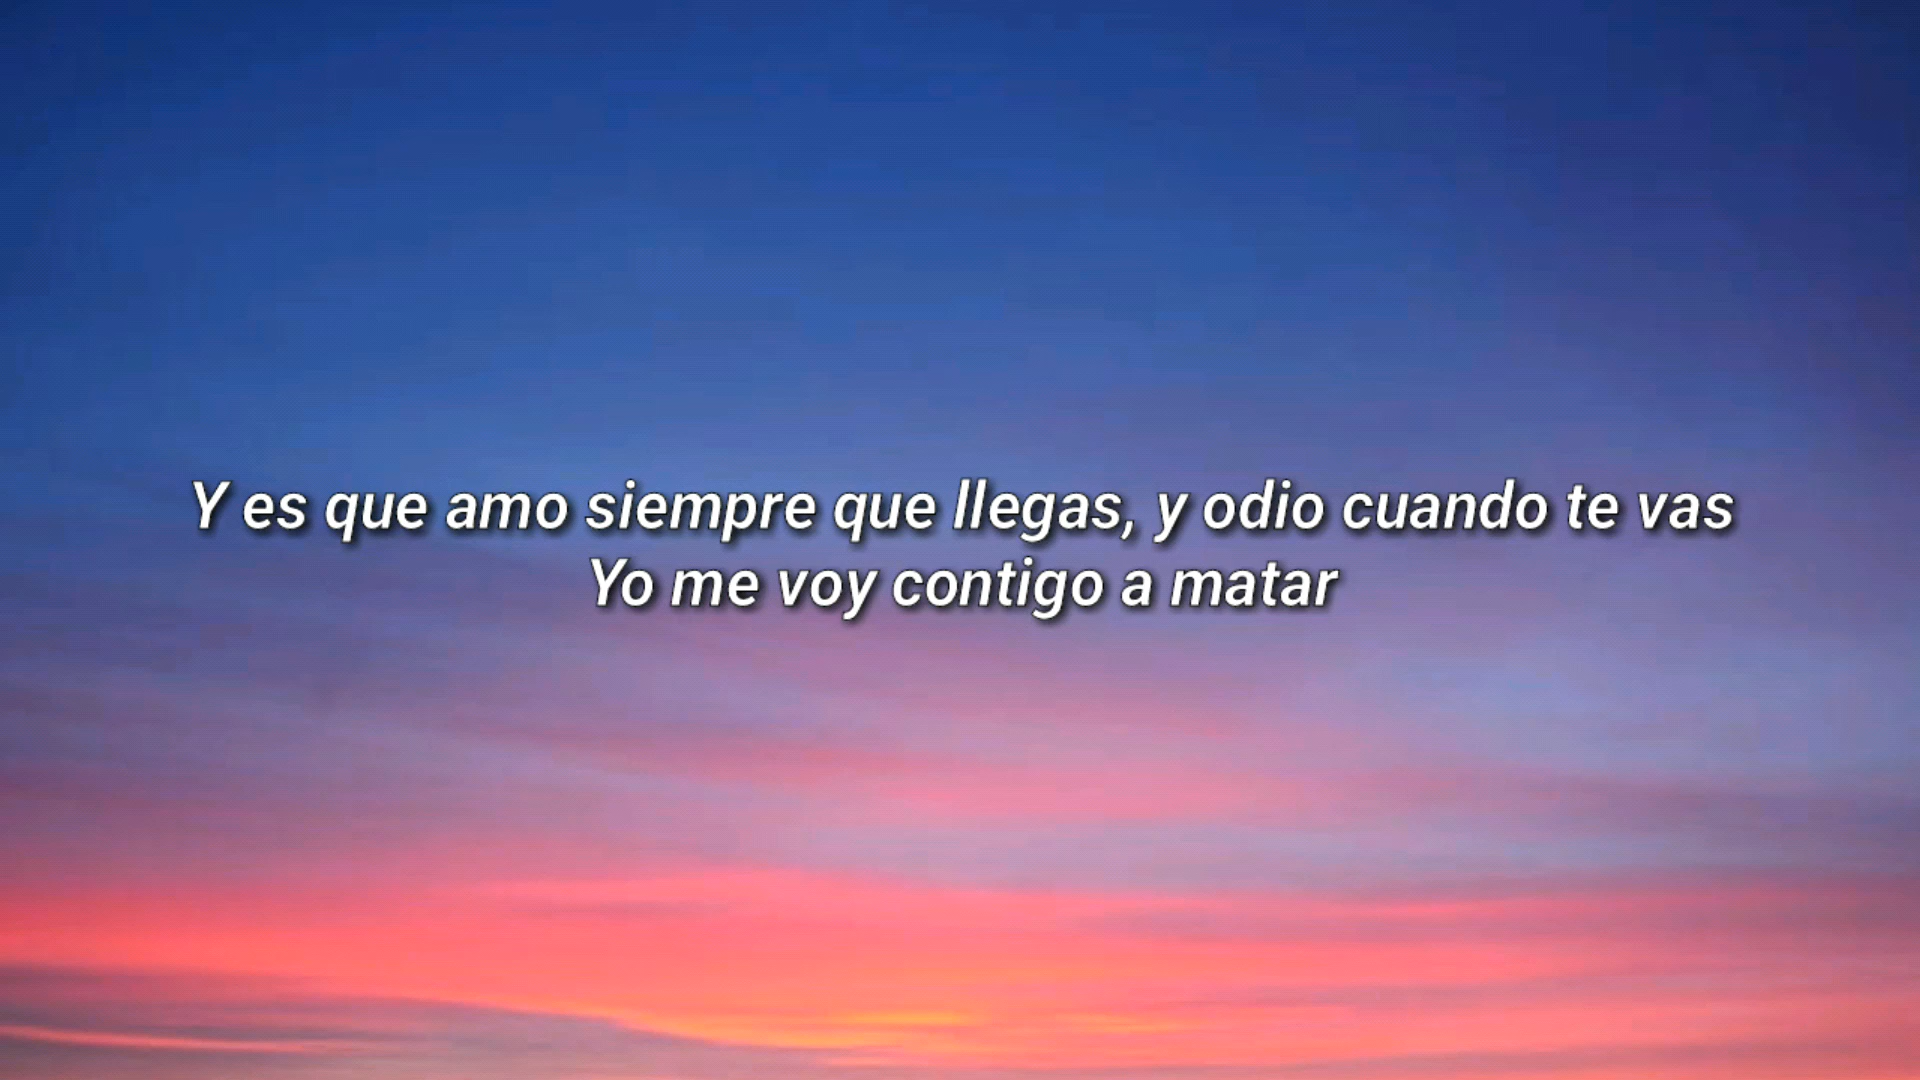 Y es que amo siempre que llegas, y odio cuando te vas
Yo me voy contigo a matar